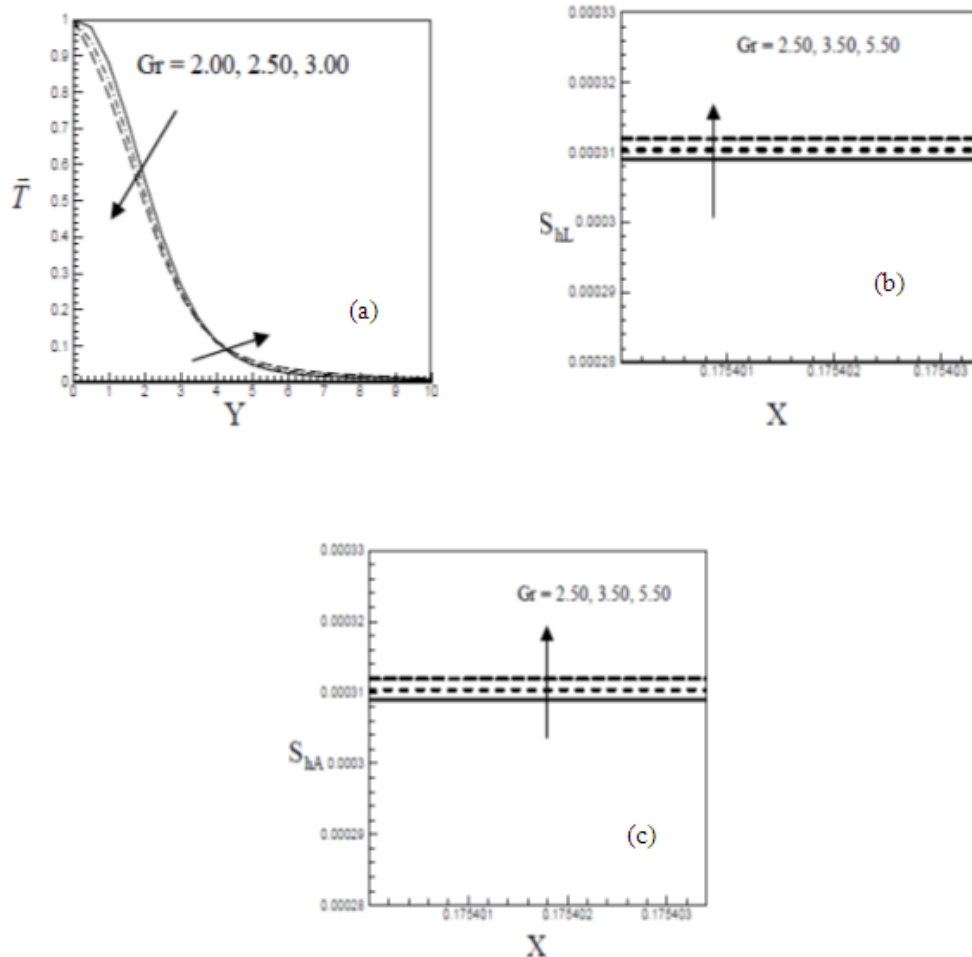 1
0.9
0.8
0.7
0.6
0.5
0.4
0.3
0.2
0.1
0
Gr = 2.00, 2.50, 3.00
T̄
(a)
0 1 2 3 4 5 6 7 8 9 10
Y
0.00033
0.00032
0.00031
0.0003
0.00029
0.00028
Gr = 2.50, 3.50, 5.50
ShL
(b)
0.175401 0.175402 0.175403
X
0.00033
0.00032
0.00031
0.0003
0.00029
0.00028
Gr = 2.50, 3.50, 5.50
ShA
(c)
0.175401 0.175402 0.175403
X